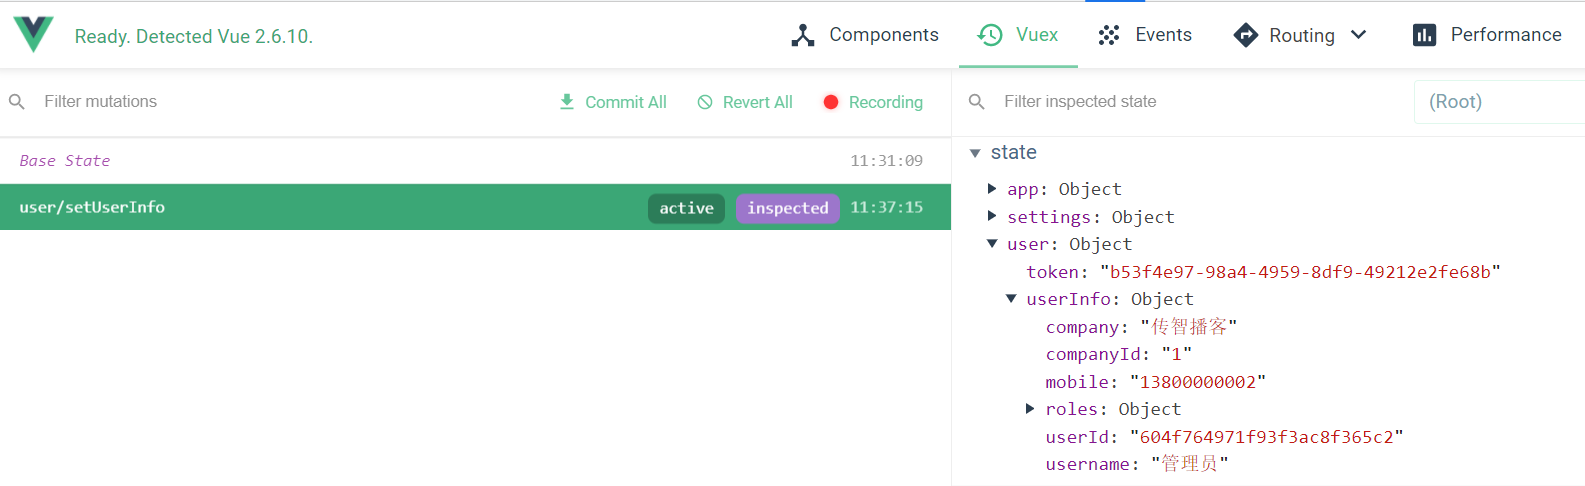 Ready. Detected Vue 2.6.10.
Components
Vuex
Events
Routing
Performance
Filter mutations
Commit All
Revert All
Recording
Base State 11:31:09
user/setUserInfo active inspected 11:37:15
Filter inspected state
(Root)
state
app: Object
settings: Object
user: Object
token: "b53f4e97-98a4-4959-8df9-49212e2fe68b"
userInfo: Object
company: "传智播客"
companyId: "1"
mobile: "13800000002"
roles: Object
userId: "604f764971f93f3ac8f365c2"
username: "管理员"